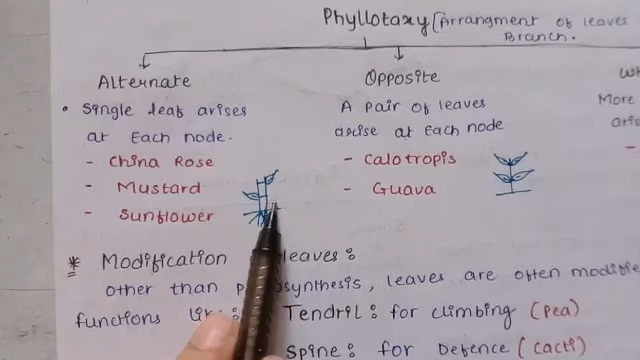 Phyllotaxy (Arrangment of leaves
Branch.
Alternate
• Single leaf arises
at Each node.
- China Rose
- Mustard
- Sunflower
Opposite
A pair of leaves
arise at Each node
- Calotropis
- Guava
More
* Modification leaves :
other than leaves are often
functions Tendril : for climbing (Pea)
Spine : for Defence (cacti)